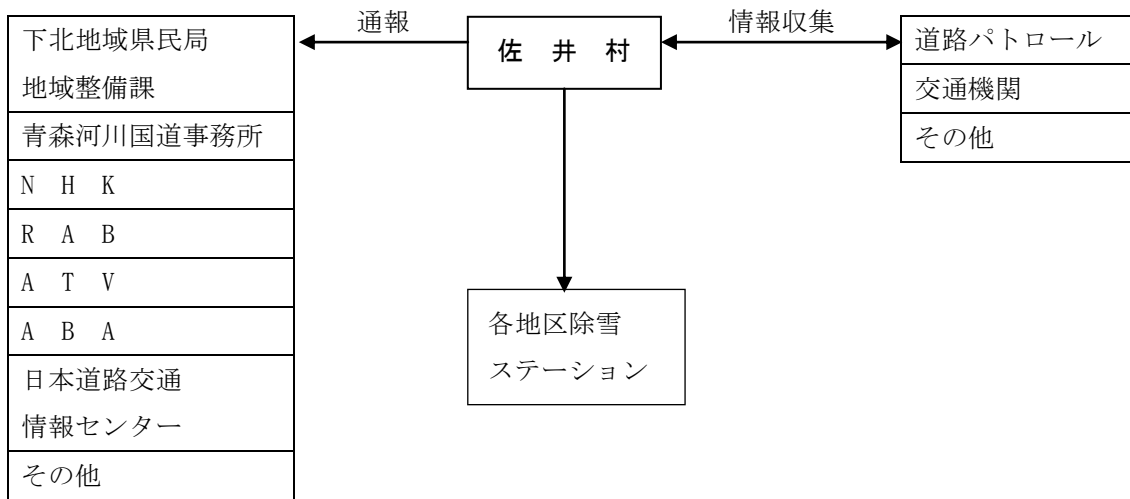 通報
情報収集
下北地域県民局
地域整備課
青森河川国道事務所
N H K
R A B
A T V
A B A
日本道路交通
情報センター
その他
佐 井 村
各地区除雪
ステーション
道路パトロール
交通機関
その他